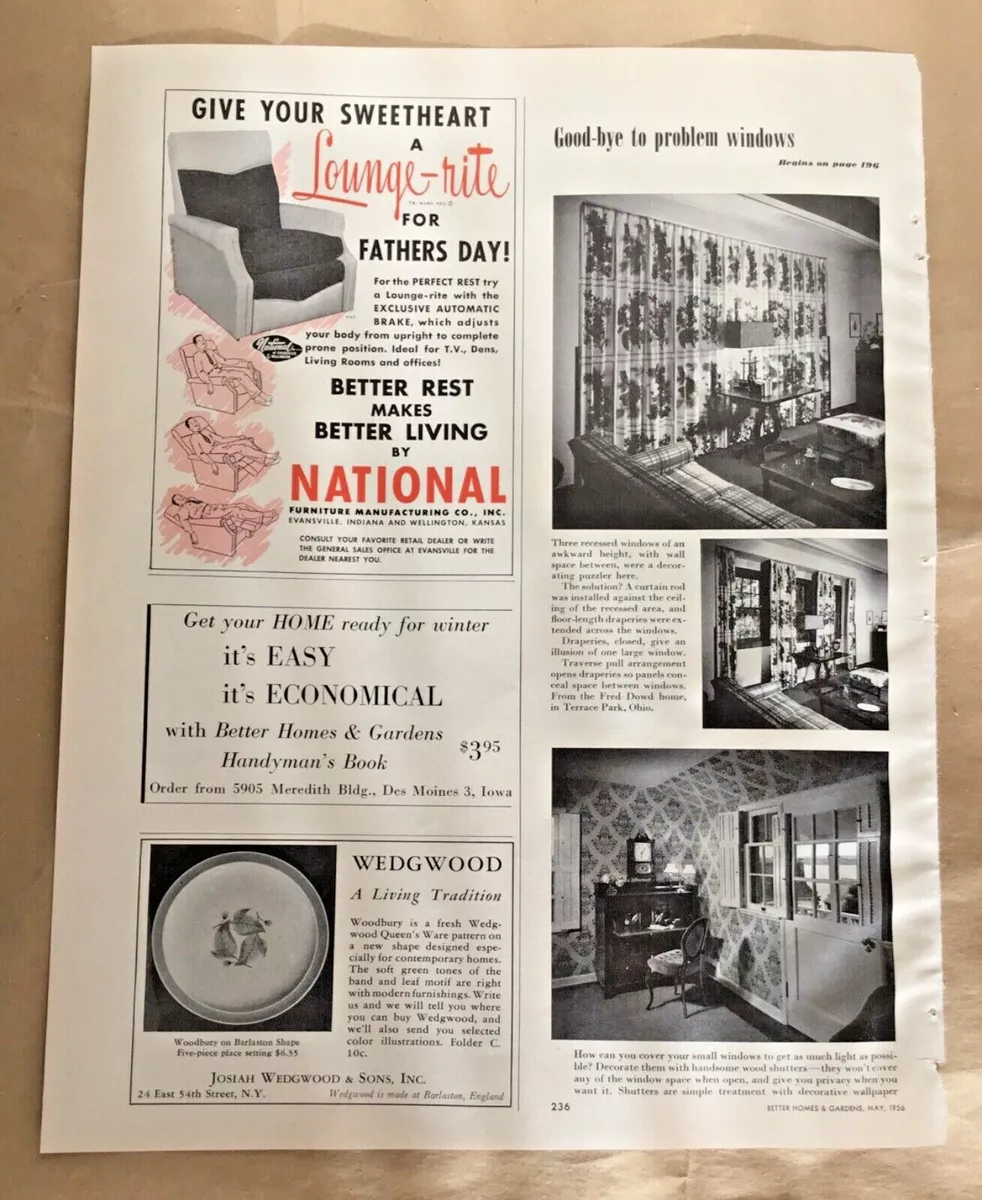 GIVE YOUR SWEETHEART
A
Lounge-rite
FOR
FATHERS DAY!
For the PERFECT REST try
a Lounge-rite with the
EXCLUSIVE AUTOMATIC
BRAKE, which adjusts
your body from upright to complete
prone position. Ideal for T.V., Dens,
Living Rooms and offices!
National
BETTER REST
MAKES
BETTER LIVING
BY
NATIONAL
FURNITURE MANUFACTURING CO., INC.
EVANSVILLE, INDIANA AND WELLINGTON, KANSAS
CONSULT YOUR FAVORITE RETAIL DEALER OR WRITE
THE GENERAL SALES OFFICE AT EVANSVILLE FOR THE
DEALER NEAREST YOU.
Get your HOME ready for winter
it's EASY
it's ECONOMICAL
with Better Homes & Gardens
Handyman's Book
$3.95
Order from 5905 Meredith Bldg., Des Moines 3, Iowa
WEDGWOOD
A Living Tradition
Woodbury is a fresh Wedg-
wood Queen's Ware pattern on
a new shape designed espe-
cially for contemporary homes.
The soft green tones of the
band and leaf motif are right
with modern furnishings. Write
us and we will tell you where
you can buy Wedgwood, and
we'll also send you selected
color illustrations. Folder C.
10c.
Woodbury on Barlaston Shape
Five-piece place setting $6.55
JOSIAH WEDGWOOD & SONS, INC.
24 East 54th Street, N.Y.
Wedgwood is made at Barlaston, England
Good-bye to problem windows
Begins on page 196
Three recessed windows of an
awkward height, with wall
space between, were a decor-
ating puzzler here.
The solution? A curtain rod
was installed against the ceil-
ing of the recessed area, and
floor-length draperies were ex-
tended across the windows.
Draperies, closed, give an
illusion of one large window.
Traverse pull arrangement
opens draperies so panels con-
ceal space between windows.
From the Fred Dowd home,
in Terrace Park, Ohio.
How can you cover your small windows to get as much light as possi-
ble? Decorate them with handsome wood shutters—they won't cover
any of the window space when open, and give you privacy when you
want it. Shutters are simple treatment with decorative wallpaper
236
BETTER HOMES & GARDENS, MAY, 1956